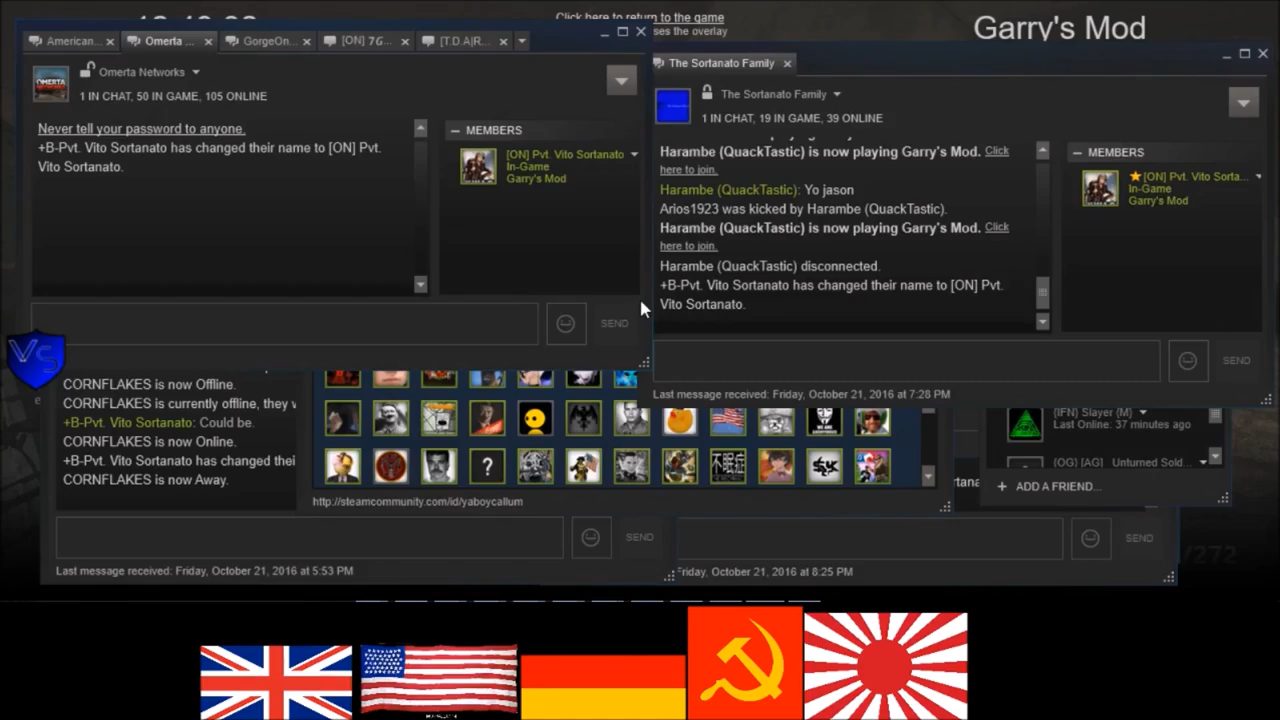 Click here to return to the game
ses the overlay
Garry's Mod
American...
Omerta ...
GorgeOn...
[ON] 7G...
[T.D A|R...
Omerta Networks
1 IN CHAT, 50 IN GAME, 105 ONLINE
Never tell your password to anyone.
+B-Pvt. Vito Sortanato has changed their name to [ON] Pvt.
Vito Sortanato.
MEMBERS
[ON] Pvt. Vito Sortanato
In-Game
Garry's Mod
SEND
The Sortanato Family
The Sortanato Family
1 IN CHAT, 19 IN GAME, 39 ONLINE
Harambe (QuackTastic) is now playing Garry's Mod. Click
here to join.
Harambe (QuackTastic): Yo jason
Arios1923 was kicked by Harambe (QuackTastic).
Harambe (QuackTastic) is now playing Garry's Mod. Click
here to join.
Harambe (QuackTastic) disconnected.
+B-Pvt. Vito Sortanato has changed their name to [ON] Pvt.
Vito Sortanato.
MEMBERS
[ON] Pvt. Vito Sorta...
In-Game
Garry's Mod
SEND
Last message received: Friday, October 21, 2016 at 7:28 PM
VS
CORNFLAKES is now Offline.
CORNFLAKES is currently offline, they w
+B-Pvt. Vito Sortanato: Could be.
CORNFLAKES is now Online.
+B-Pvt. Vito Sortanato has changed thei
CORNFLAKES is now Away.
?
不眠症
http://steamcommunity.com/id/yaboycallum
(IFN) Slayer (M)
Last Online: 37 minutes ago
(OG) [AG] Unturned Sold...
+ ADD A FRIEND...
rtana
SEND
SEND
Last message received: Friday, October 21, 2016 at 5:53 PM
Friday, October 21, 2016 at 8:25 PM
/272